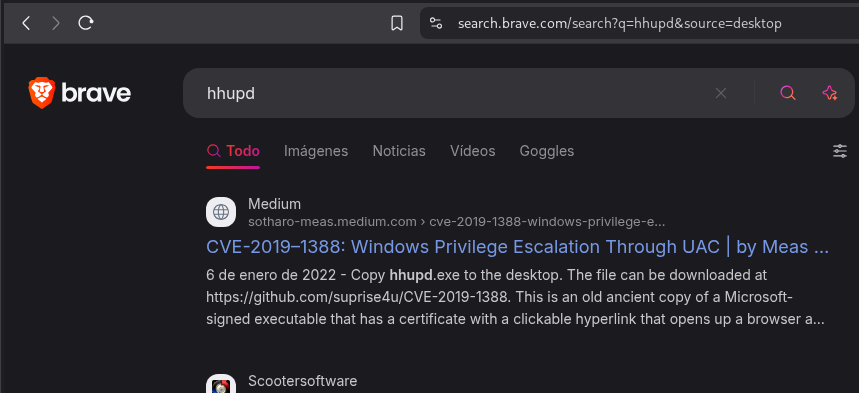 search.brave.com/search?q=hhupd&source=desktop
brave
hhupd
Todo Imágenes Noticias Vídeos Goggles
Medium
sotharo-meas.medium.com › cve-2019-1388-windows-privilege-e...
CVE-2019–1388: Windows Privilege Escalation Through UAC | by Meas ...
6 de enero de 2022 - Copy hhupd.exe to the desktop. The file can be downloaded at
https://github.com/suprise4u/CVE-2019-1388. This is an old ancient copy of a Microsoft-
signed executable that has a certificate with a clickable hyperlink that opens up a browser a...
Scootersoftware